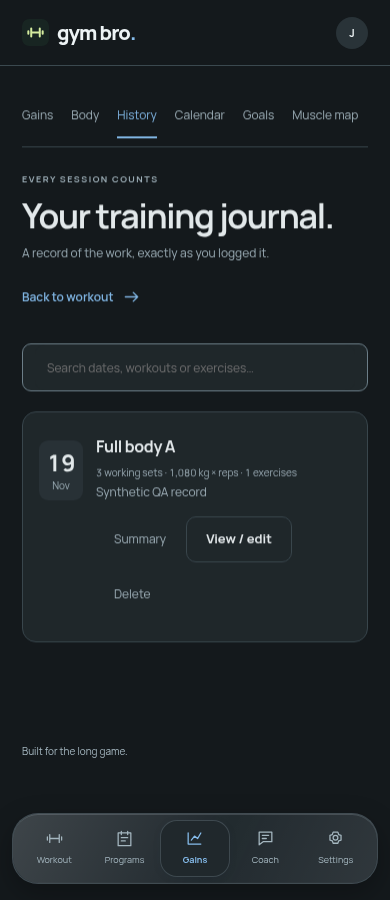 gym bro.
J
Gains Body History Calendar Goals Muscle map
EVERY SESSION COUNTS
Your training journal.
A record of the work, exactly as you logged it.
Back to workout →
Search dates, workouts or exercises...
19
Nov
Full body A
3 working sets · 1,080 kg × reps · 1 exercises
Synthetic QA record
Summary View / edit
Delete
Built for the long game.
Workout Programs Gains Coach Settings